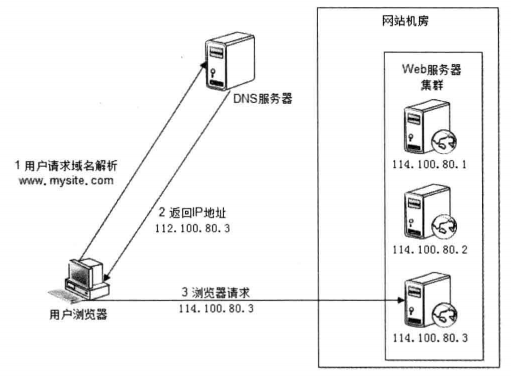 网站机房
Web服务器
集群
DNS服务器
114.100.80.1
1 用户请求域名解析
www.mysite.com
2 返回IP地址
112.100.80.3
114.100.80.2
3 浏览器请求
114.100.80.3
用户浏览器
114.100.80.3